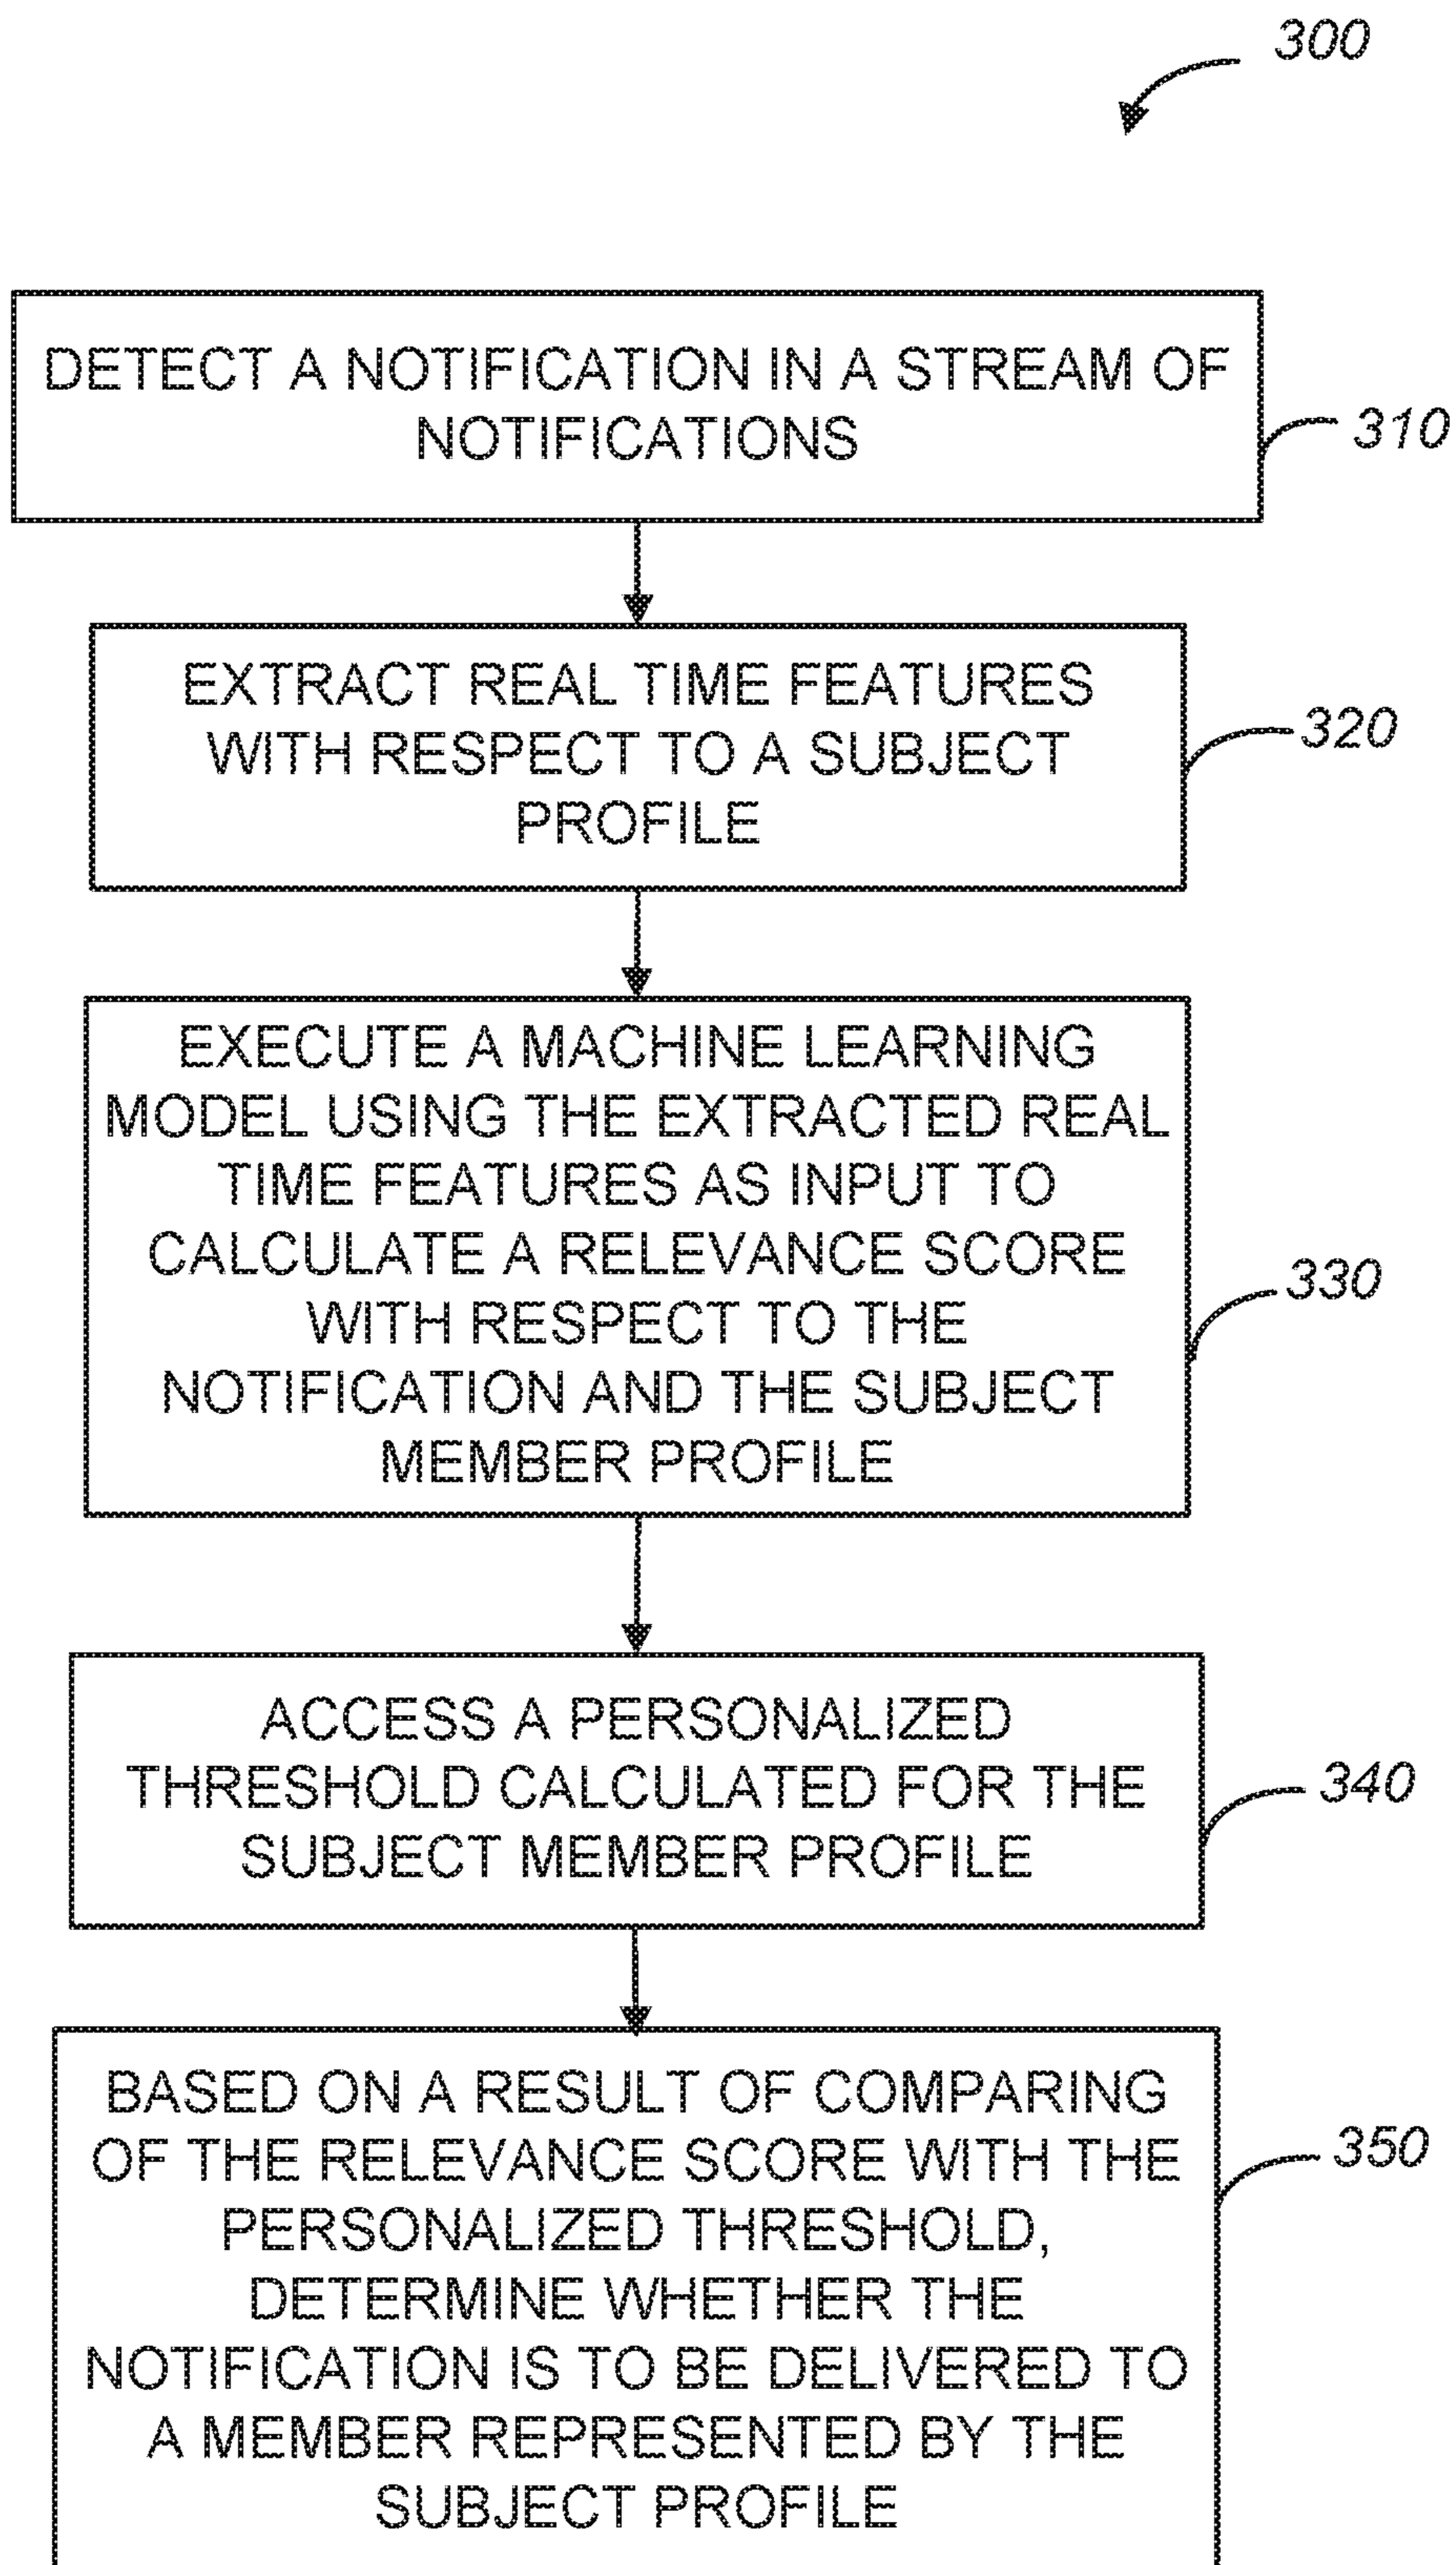 300
DETECT A NOTIFICATION IN A STREAM OF
NOTIFICATIONS
310
EXTRACT REAL TIME FEATURES
WITH RESPECT TO A SUBJECT
PROFILE
320
EXECUTE A MACHINE LEARNING
MODEL USING THE EXTRACTED REAL
TIME FEATURES AS INPUT TO
CALCULATE A RELEVANCE SCORE
WITH RESPECT TO THE
NOTIFICATION AND THE SUBJECT
MEMBER PROFILE
330
ACCESS A PERSONALIZED
THRESHOLD CALCULATED FOR THE
SUBJECT MEMBER PROFILE
340
BASED ON A RESULT OF COMPARING
OF THE RELEVANCE SCORE WITH THE
PERSONALIZED THRESHOLD,
DETERMINE WHETHER THE
NOTIFICATION IS TO BE DELIVERED TO
A MEMBER REPRESENTED BY THE
SUBJECT PROFILE
350